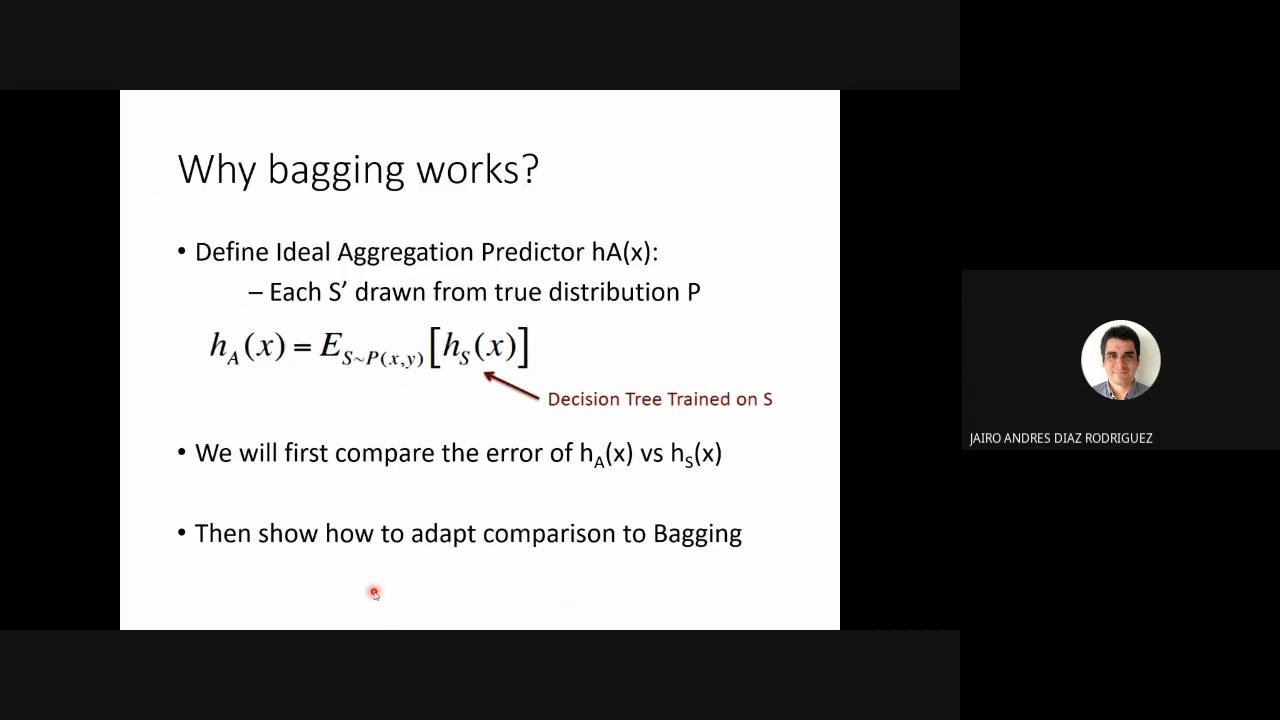 Why bagging works?
• Define Ideal Aggregation Predictor hA(x):
– Each S’ drawn from true distribution P
h_A(x) = E_{S~P(x,y)}[h_S(x)]
Decision Tree Trained on S
• We will first compare the error of h_A(x) vs h_S(x)
• Then show how to adapt comparison to Bagging
JAIRO ANDRES DIAZ RODRIGUEZ